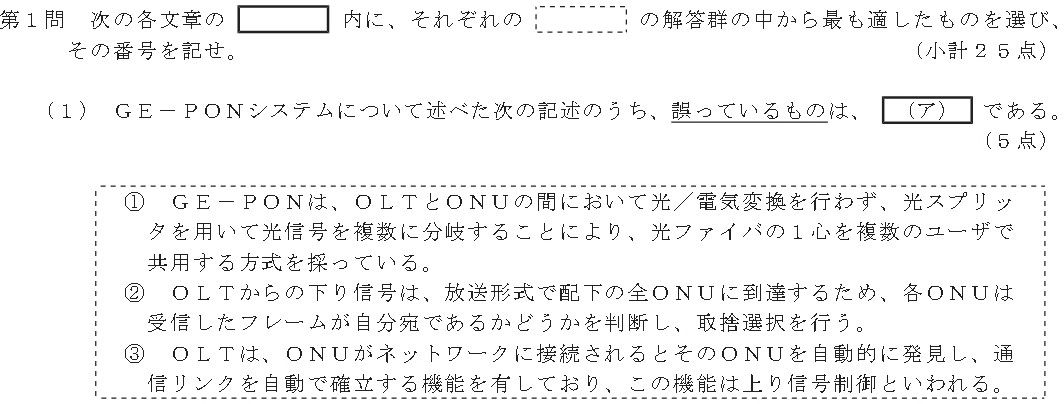 第１問　次の各文章の　　　　内に、それぞれの　　　　の解答群の中から最も適したものを選び、
その番号を記せ。　（小計２５点）
（１）　ＧＥ－ＰＯＮシステムについて述べた次の記述のうち、誤っているものは、（ア）である。
（５点）
①　ＧＥ－ＰＯＮは、ＯＬＴとＯＮＵの間において光／電気変換を行わず、光スプリッ
タを用いて光信号を複数に分岐することにより、光ファイバの１心を複数のユーザで
共用する方式を採っている。
②　ＯＬＴからの下り信号は、放送形式で配下の全ＯＮＵに到達するため、各ＯＮＵは
受信したフレームが自分宛であるかどうかを判断し、取捨選択を行う。
③　ＯＬＴは、ＯＮＵがネットワークに接続されるとそのＯＮＵを自動的に発見し、通
信リンクを自動で確立する機能を有しており、この機能は上り信号制御といわれる。